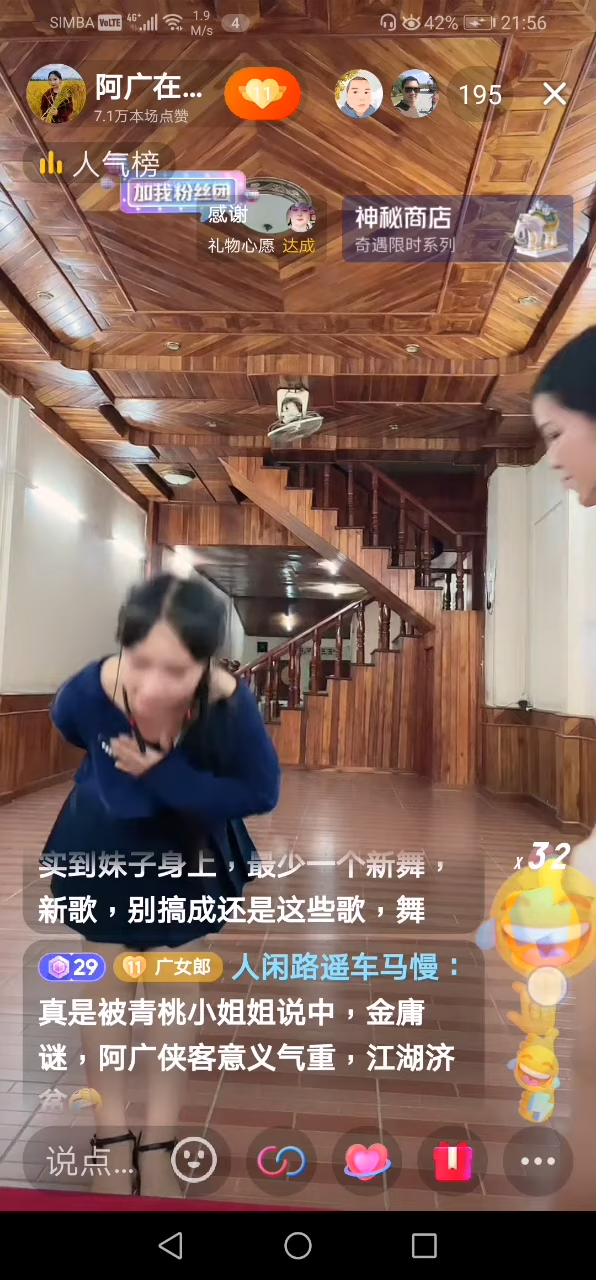 SIMBA VoLTE 4G+ 1.9 M/s 4 42% 21:56
阿广在... 11 195
7.1万本场点赞
人气榜
加我粉丝团
感谢
礼物心愿 达成
神秘商店
奇遇限时系列
x32
实到妹子身上，最少一个新舞，
新歌，别搞成还是这些歌，舞
29 11 广女郎 人闲路遥车马慢：
真是被青桃小姐姐说中，金庸
谜，阿广侠客意义气重，江湖济
贫
说点...